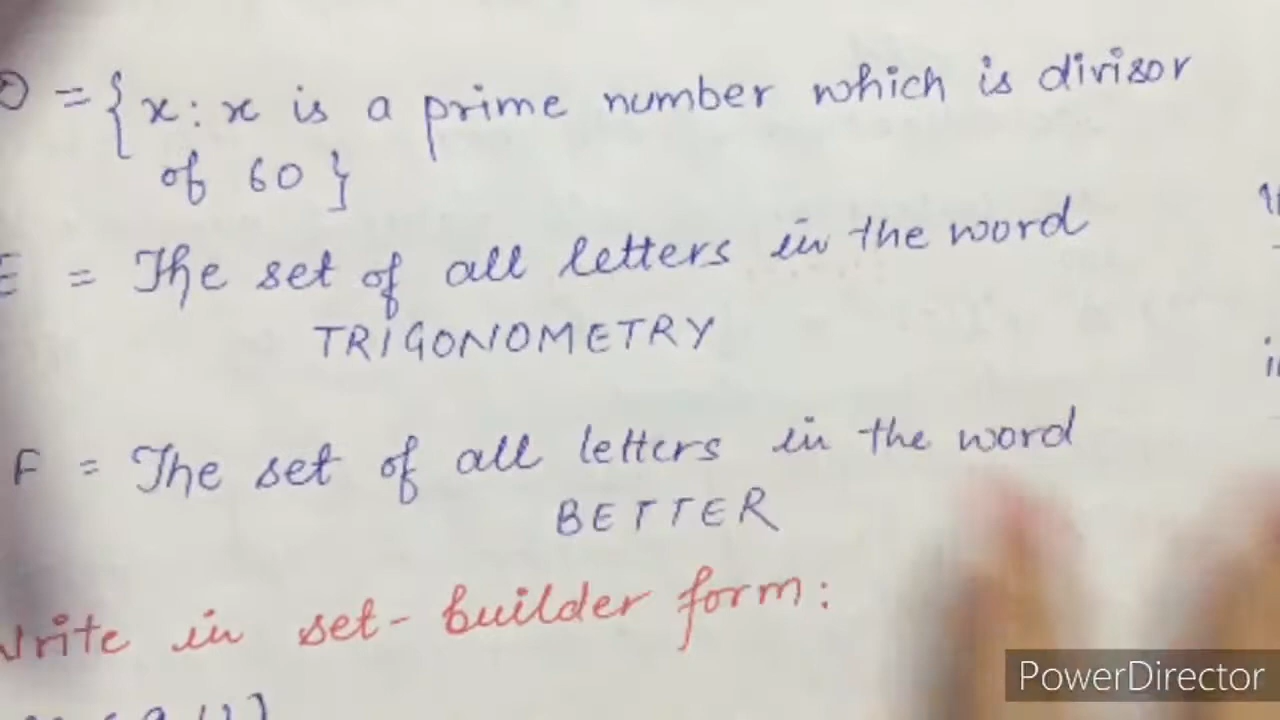 D = { x : x is a prime number which is divisor
of 60 }
E = The set of all letters in the word
TRIGONOMETRY
F = The set of all letters in the word
BETTER
Write in set-builder form:
PowerDirector